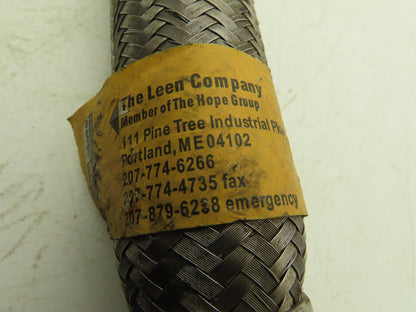 The Leen Company
Member of The Hope Group
111 Pine Tree Industrial Pkw
Portland, ME 04102
207-774-6266
207-774-4735 fax
207-879-6288 emergency